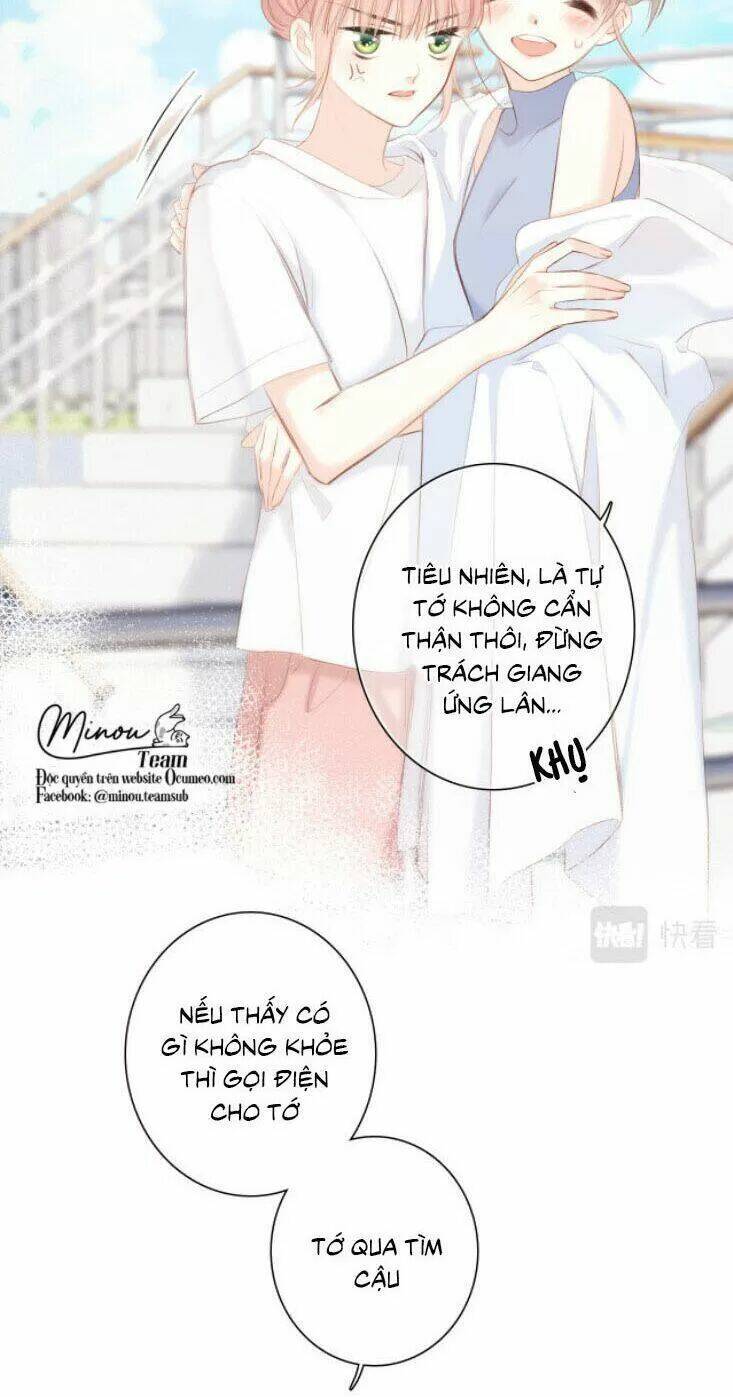 TIÊU NHIÊN, LÀ TỰ
TỚ KHÔNG CẨN
THẬN THÔI, ĐỪNG
TRÁCH GIANG
ỨNG LÂN...
KHỤ
Minou
Team
Độc quyền trên website Ocumeo.com
Facebook: @minou.teamsub
快看! 快看
NẾU THẤY CÓ
GÌ KHÔNG KHỎE
THÌ GỌI ĐIỆN
CHO TỚ
TỚ QUA TÌM
CẬU